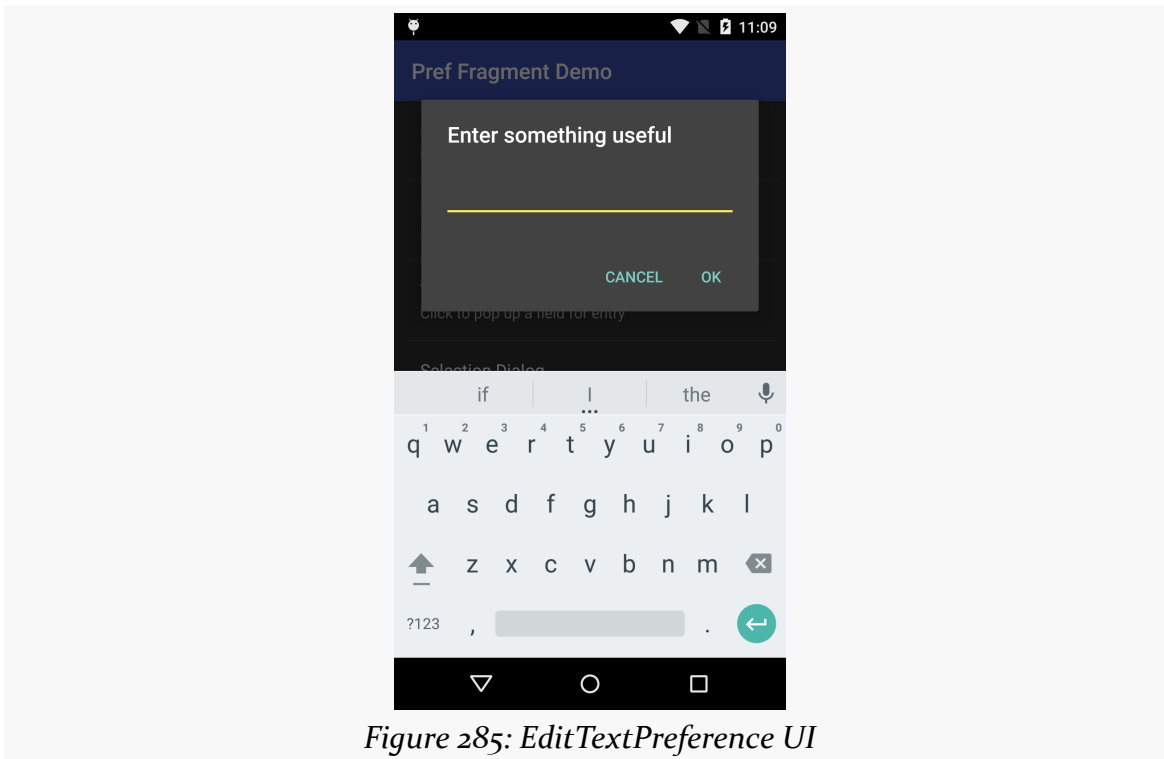 11:09
Pref Fragment Demo
Enter something useful
CANCEL OK
Click to pop up a field for entry
Selection Dialog
if I the
1 2 3 4 5 6 7 8 9 0
q w e r t y u i o p
a s d f g h j k l
z x c v b n m
?123 , .
Figure 285: EditTextPreference UI